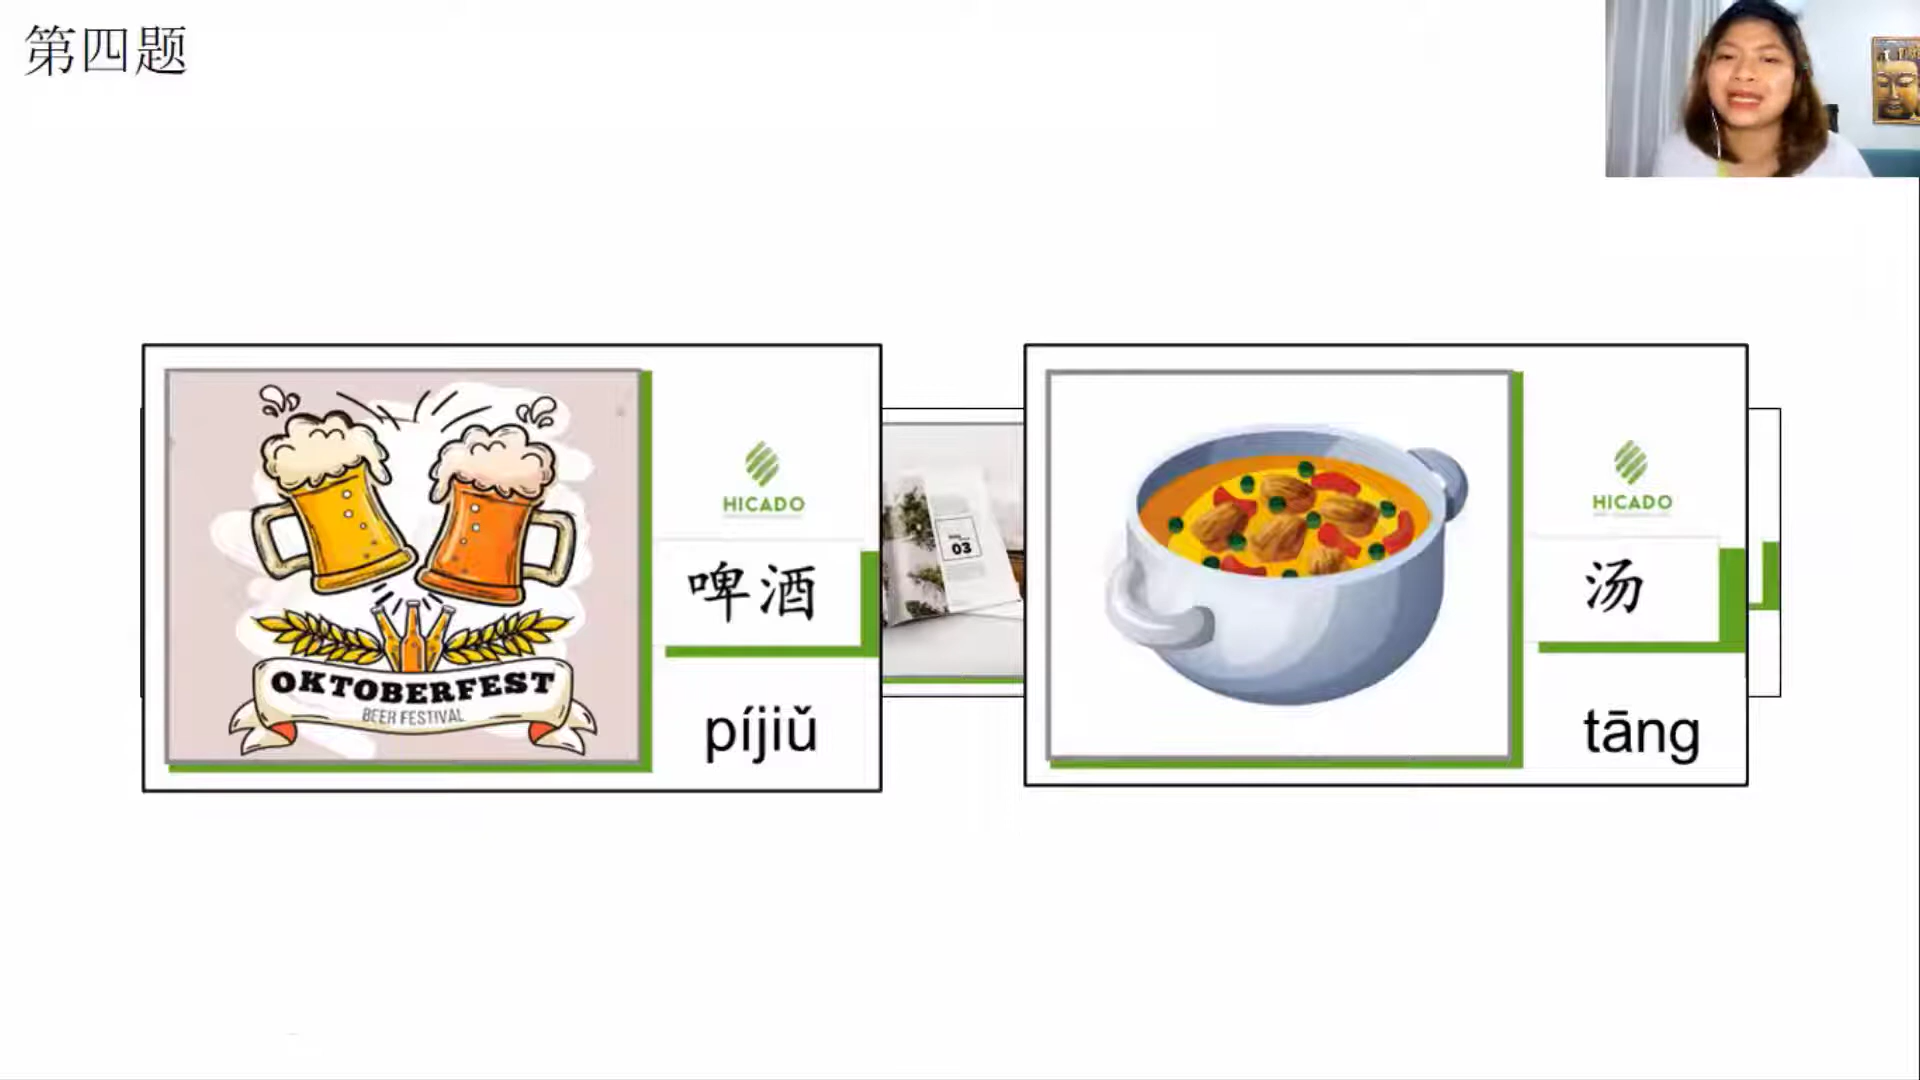 第四题
OKTOBERFEST
BEER FESTIVAL
HICADO
啤酒
píjiǔ
03
HICADO
汤
tāng